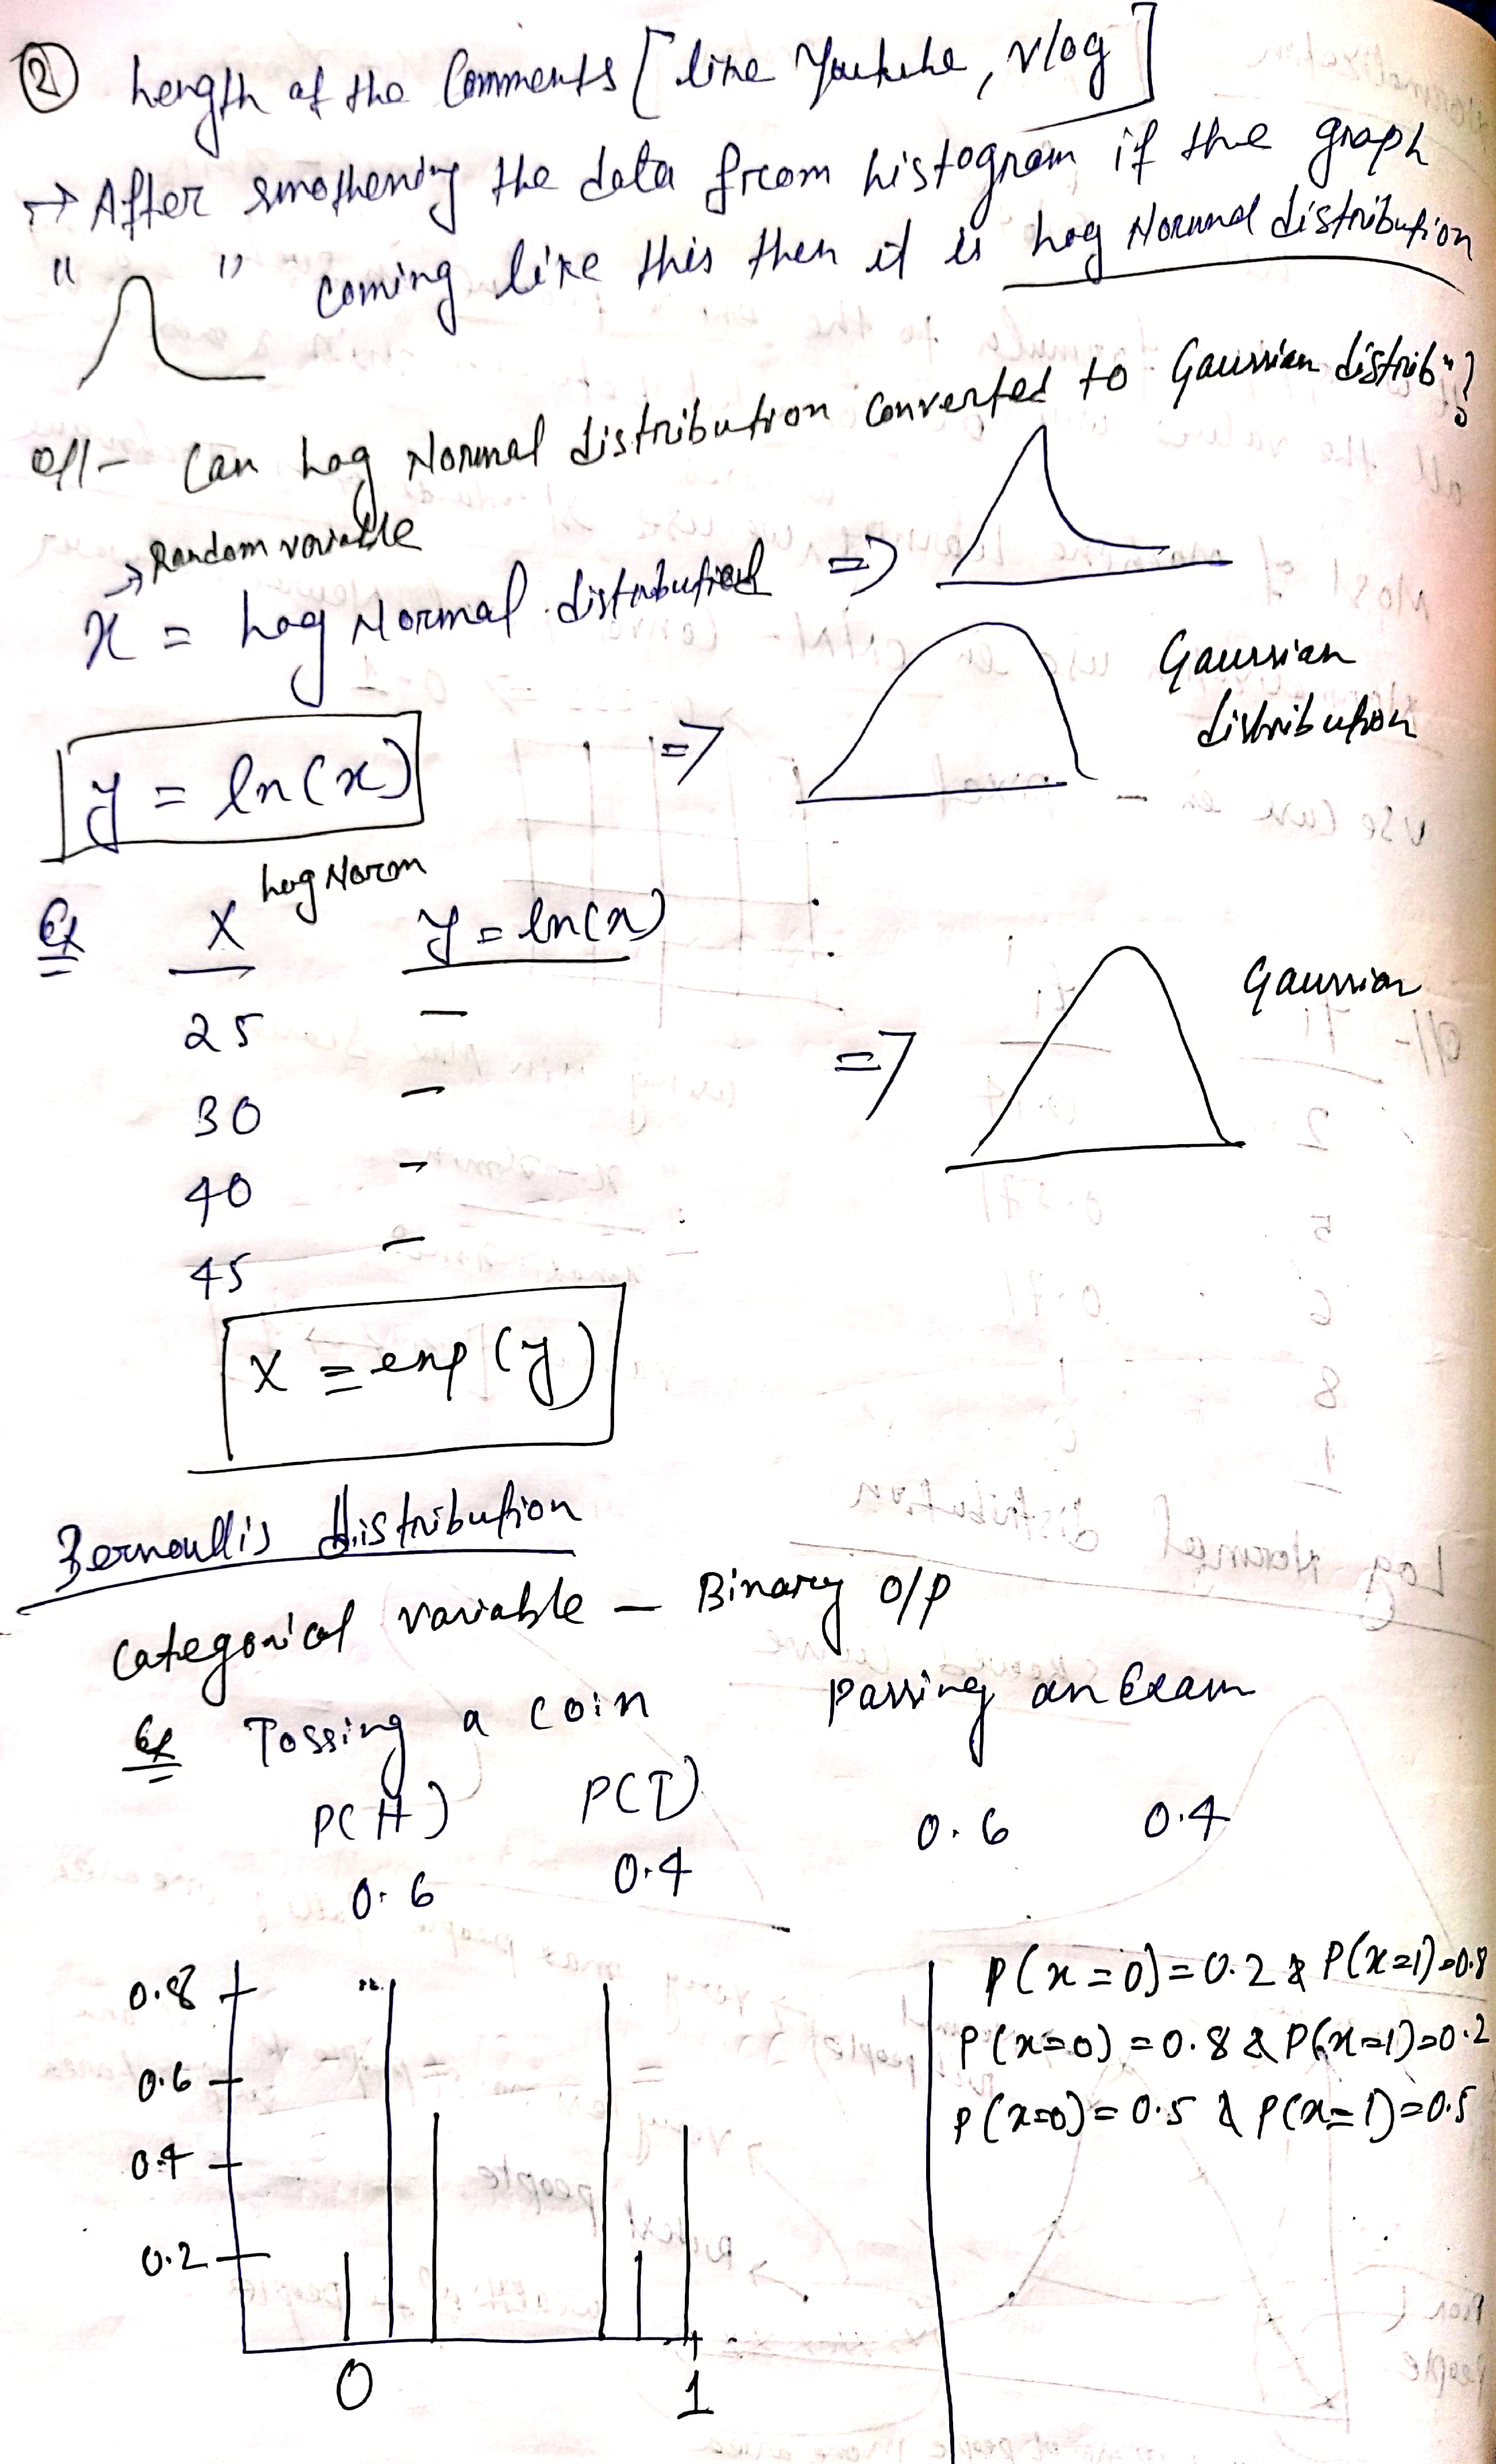 ② Length of the Comments [like Youtube, Vlog]
→ After smothening the data from histogram if the graph
" " coming like this then it is Log Normal distribution
Q//- Can Log Normal distribution converted to Gaussian distribⁿ?
→ Random variable
X = Log Normal distributied =>
y = ln(x) => Gaussian distribution
Log Norm
Ex X y = ln(x)
25 —
30 —
40 —
45 —
=> Gaussian
X = exp(y)
Bernoullis distribution
Categorical variable — Binary o/p
Ex Tossing a coin Passing an Exam
P(H) P(T)
0.6 0.4 0.6 0.4
0.8
0.6
0.4
0.2
0 1
P(x=0)=0.2 & P(x=1)=0.8
P(x=0)=0.8 & P(x=1)=0.2
P(x=0)=0.5 & P(x=1)=0.5